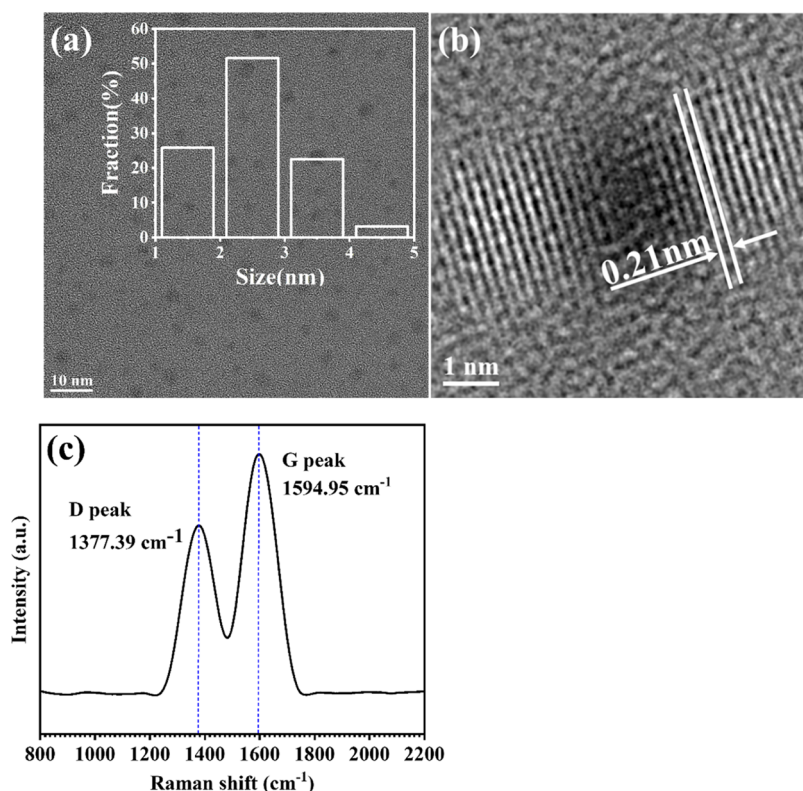 (a)
60
50
40
30
20
10
0
Fraction(%)
1 2 3 4 5
Size(nm)
10 nm
(b)
0.21nm
1 nm
(c)
G peak
1594.95 cm⁻¹
D peak
1377.39 cm⁻¹
Intensity (a.u.)
800 1000 1200 1400 1600 1800 2000 2200
Raman shift (cm⁻¹)